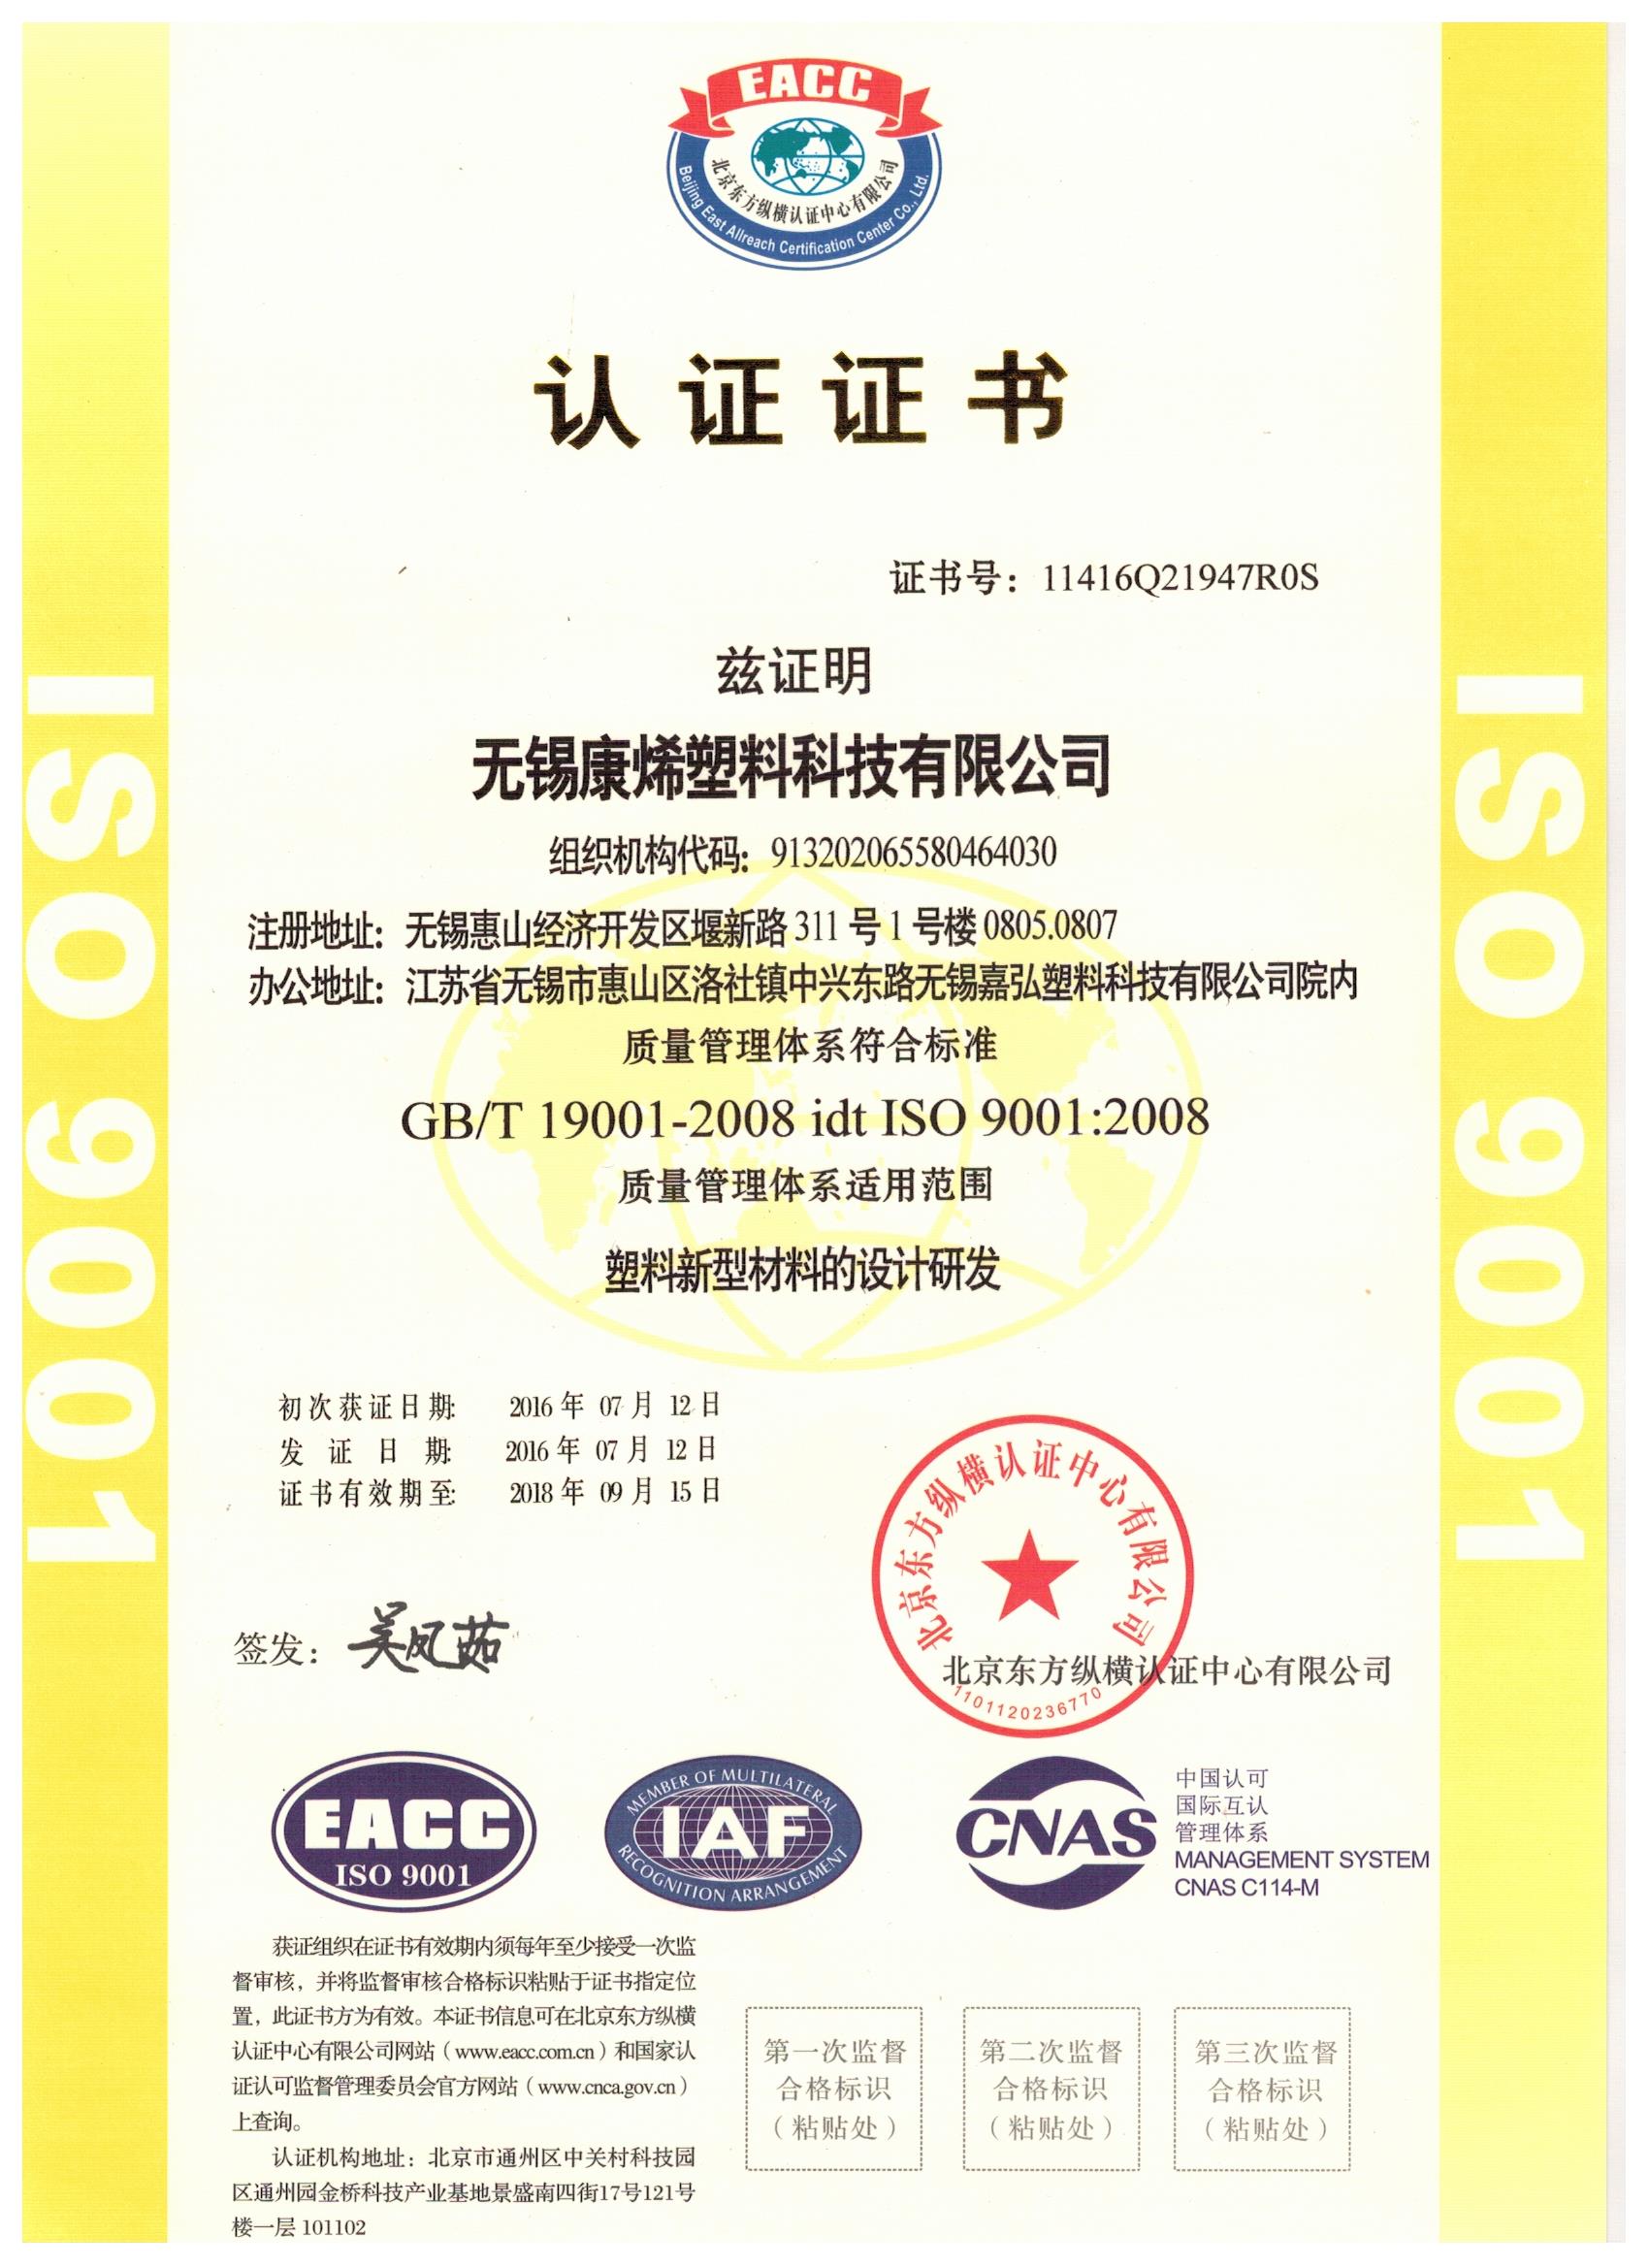 EACC
北京东方纵横认证中心有限公司
Beijing East Allreach Certification Center Co., Ltd.
认证证书
证书号：11416Q21947R0S
兹证明
无锡康烯塑料科技有限公司
组织机构代码：913202065580464030
注册地址：无锡惠山经济开发区堰新路311号1号楼0805.0807
办公地址：江苏省无锡市惠山区洛社镇中兴东路无锡嘉弘塑料科技有限公司院内
质量管理体系符合标准
GB/T 19001-2008 idt ISO 9001:2008
质量管理体系适用范围
塑料新型材料的设计研发
初次获证日期: 2016年 07月 12日
发证日期: 2016年 07月 12日
证书有效期至: 2018年 09月 15日
签发：吴凤茹
北京东方纵横认证中心有限公司
北京东方纵横认证中心有限公司
1101120236770
ISO 9001
ISO 9001
EACC
ISO 9001
MEMBER OF MULTILATERAL
IAF
RECOGNITION ARRANGEMENT
CNAS
中国认可
国际互认
管理体系
MANAGEMENT SYSTEM
CNAS C114-M
获证组织在证书有效期内须每年至少接受一次监
督审核，并将监督审核合格标识粘贴于证书指定位
置，此证书方为有效。本证书信息可在北京东方纵横
认证中心有限公司网站（www.eacc.com.cn）和国家认
证认可监督管理委员会官方网站（www.cnca.gov.cn）
上查询。
认证机构地址：北京市通州区中关村科技园
区通州园金桥科技产业基地景盛南四街17号121号
楼一层 101102
第一次监督
合格标识
（粘贴处）
第二次监督
合格标识
（粘贴处）
第三次监督
合格标识
（粘贴处）